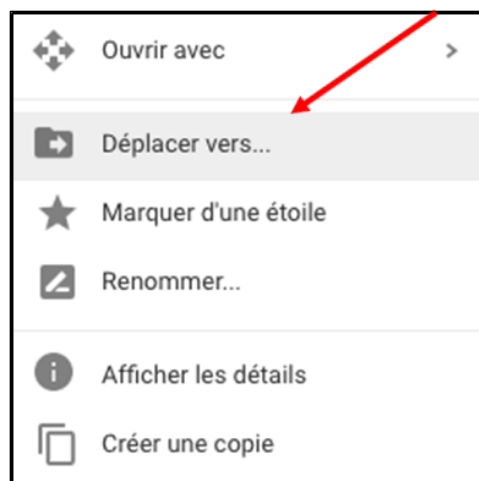 Ouvrir avec
Déplacer vers...
Marquer d'une étoile
Renommer...
Afficher les détails
Créer une copie